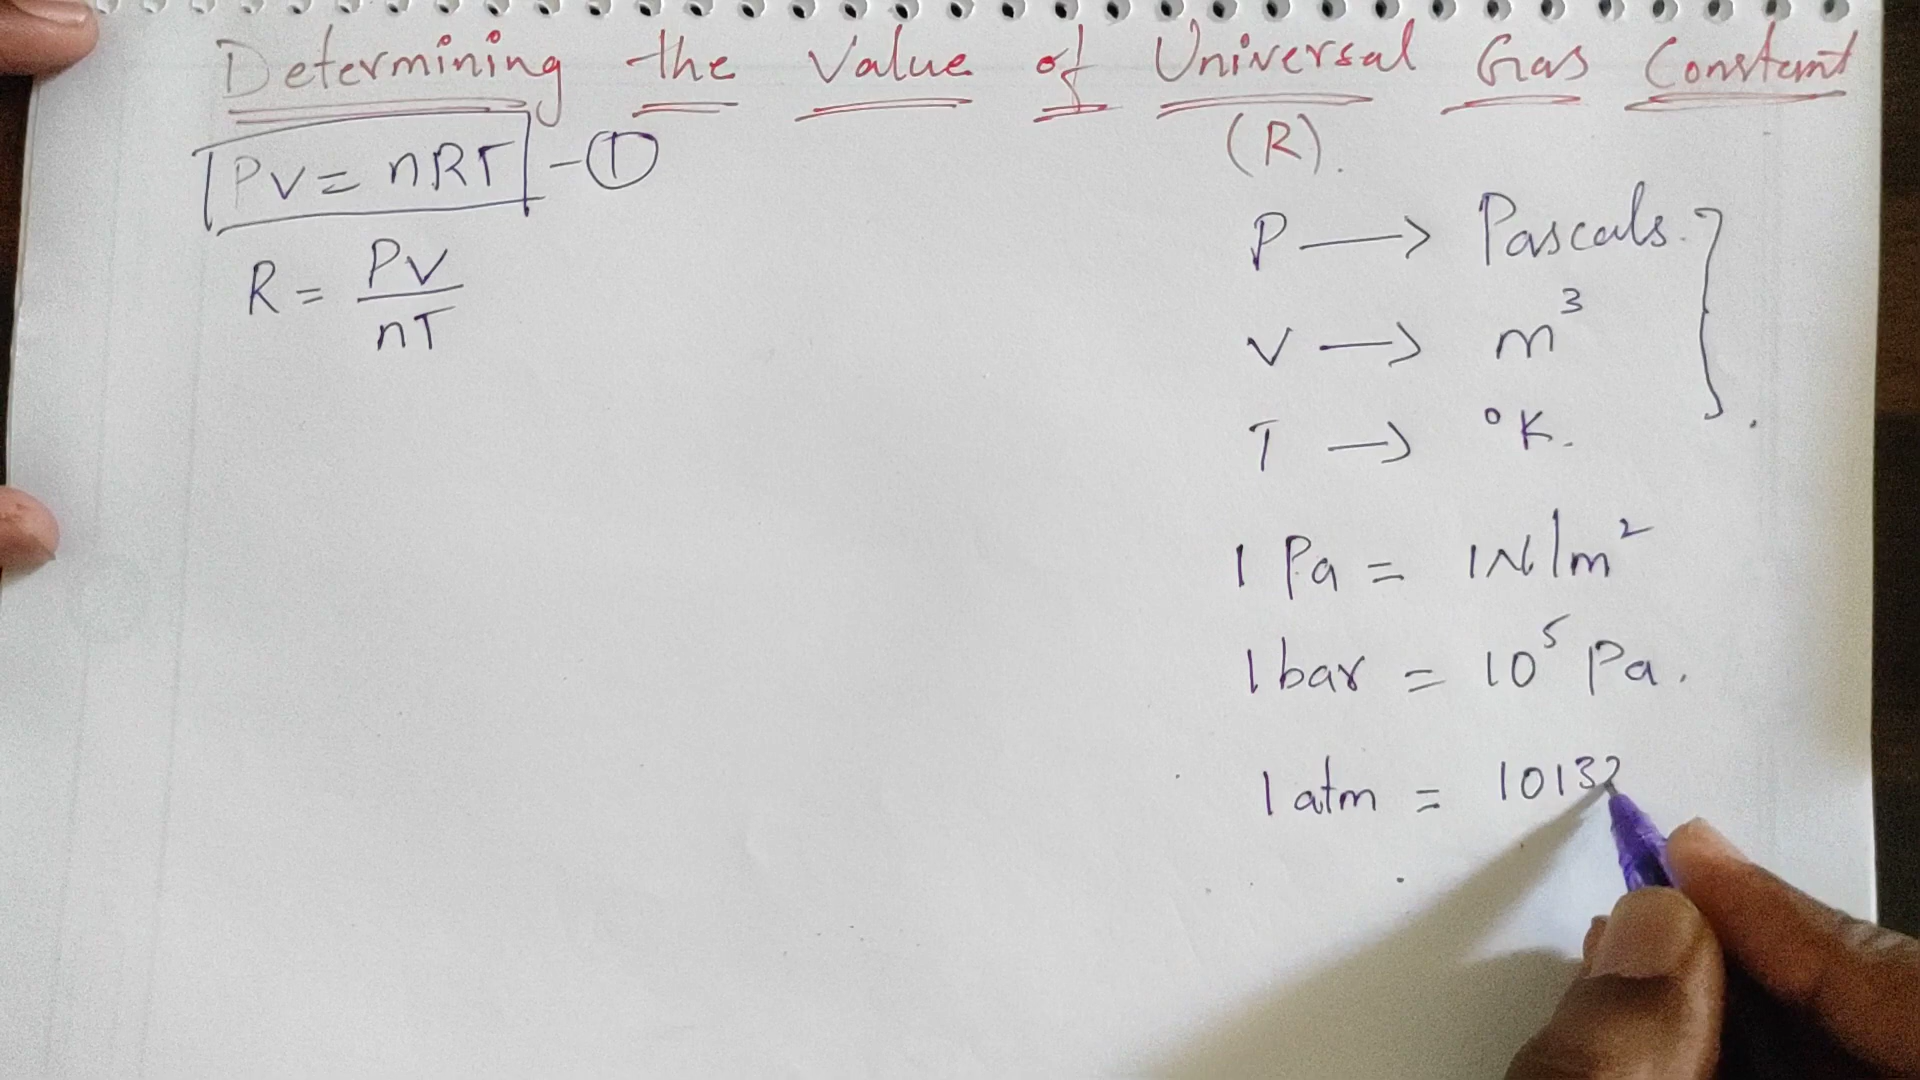 Determining the Value of Universal Gas Constant
(R).
PV = nRT - ①
R = PV
nT
P → Pascals.
V → m³
T → °K.
1 Pa = 1N/m²
1 bar = 10⁵ Pa.
1 atm = 10132